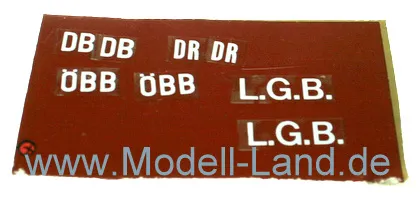 DB DB DR DR
ÖBB ÖBB L.G.B.
L.G.B.
www.Modell-Land.de